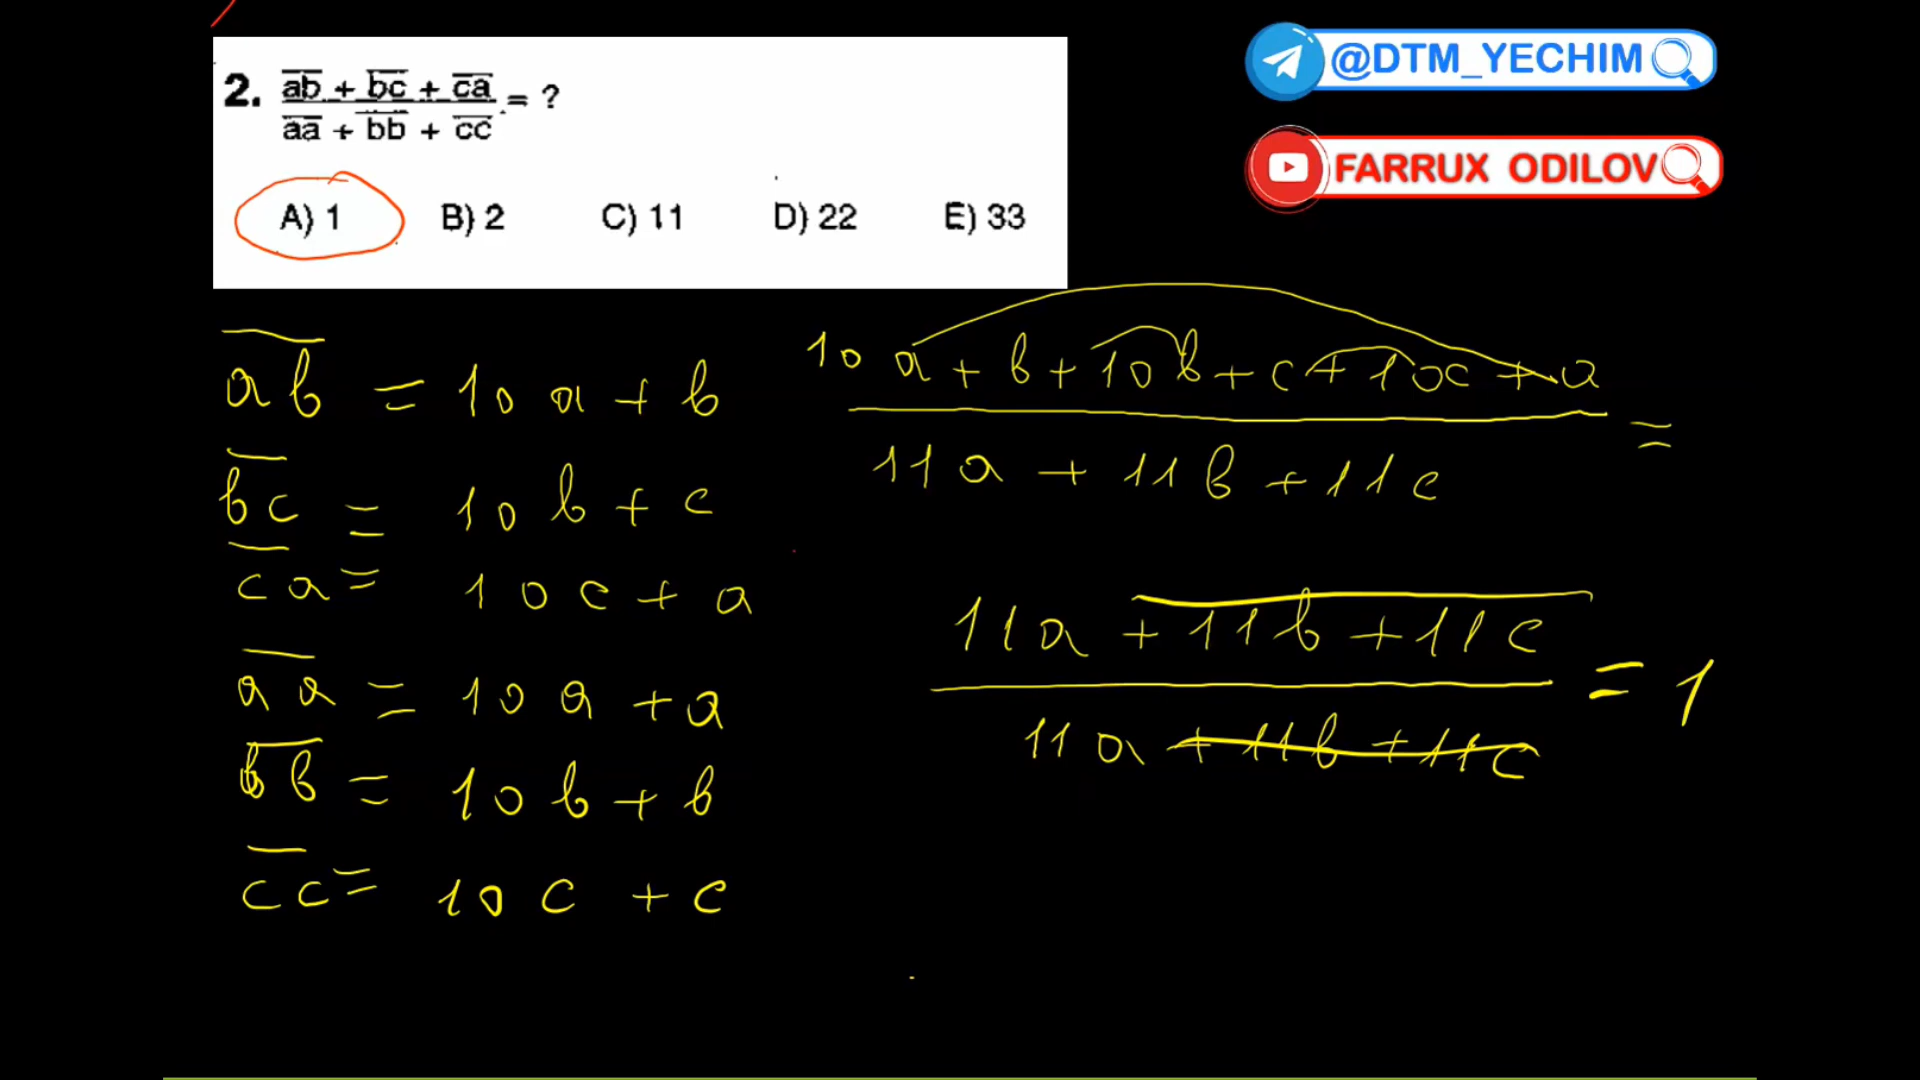 @DTM_YECHIM
FARRUX ODILOV
2. (ab + bc + ca) / (aa + bb + cc) = ?
A) 1 B) 2 C) 11 D) 22 E) 33
ab = 10a + b
bc = 10b + c
ca = 10c + a
aa = 10a + a
bb = 10b + b
cc = 10c + c
10a + b + 10b + c + 10c + a
11a + 11b + 11c
=
11a + 11b + 11c
11a + 11b + 11c
= 1